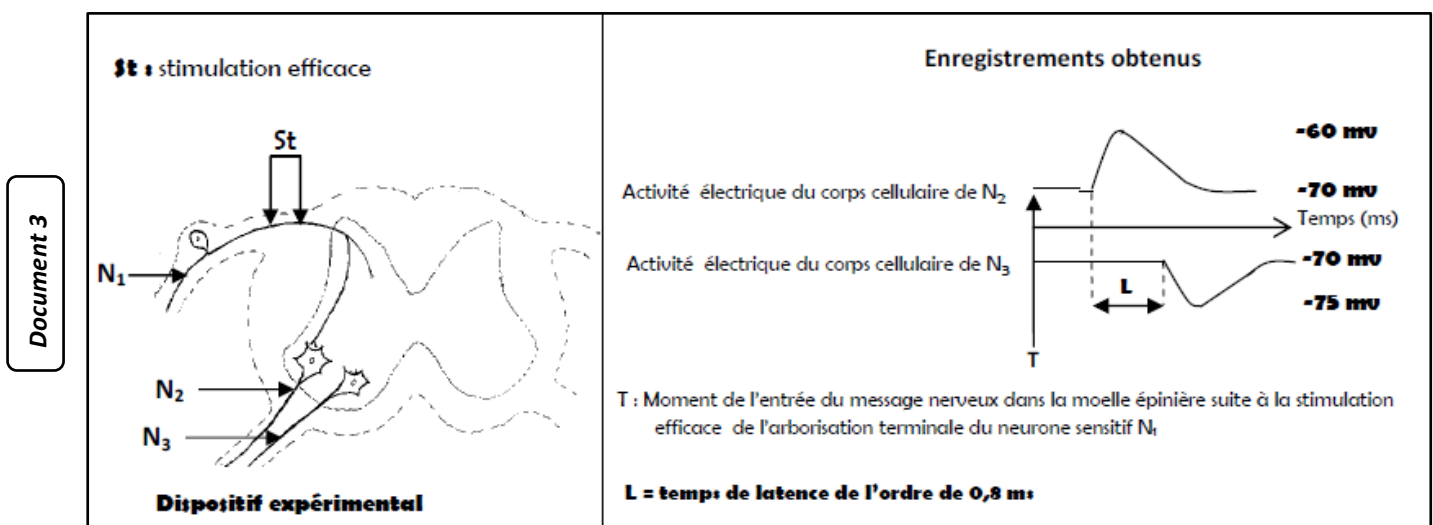 Document 3
St : stimulation efficace
St
N₁
N₂
N₃
Dispositif expérimental
Enregistrements obtenus
-60 mv
Activité électrique du corps cellulaire de N₂
-70 mv
Temps (ms)
Activité électrique du corps cellulaire de N₃
-70 mv
L
-75 mv
T
T : Moment de l'entrée du message nerveux dans la moelle épinière suite à la stimulation
efficace de l'arborisation terminale du neurone sensitif N₁
L = temps de latence de l'ordre de 0,8 ms